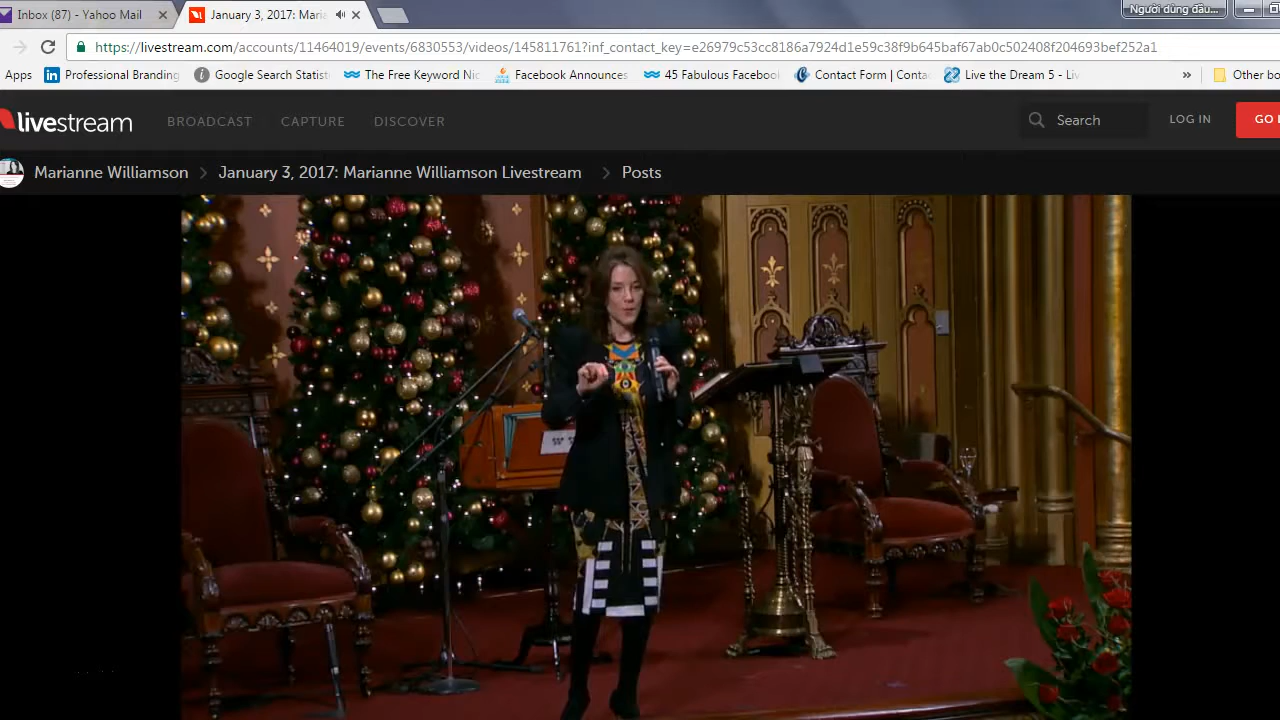 Inbox (87) - Yahoo Mail
January 3, 2017: Maria
Người dùng đầu...
https://livestream.com/accounts/11464019/events/6830553/videos/145811761?inf_contact_key=e26979c53cc8186a7924d1e59c38f9b645baf67ab0c502408f204693bef252a1
Apps Professional Branding Google Search Statist The Free Keyword Nic Facebook Announces 45 Fabulous Facebook Contact Form | Conta Live the Dream 5 - Liv » Other bo
livestream BROADCAST CAPTURE DISCOVER Search LOG IN GO
Marianne Williamson > January 3, 2017: Marianne Williamson Livestream > Posts